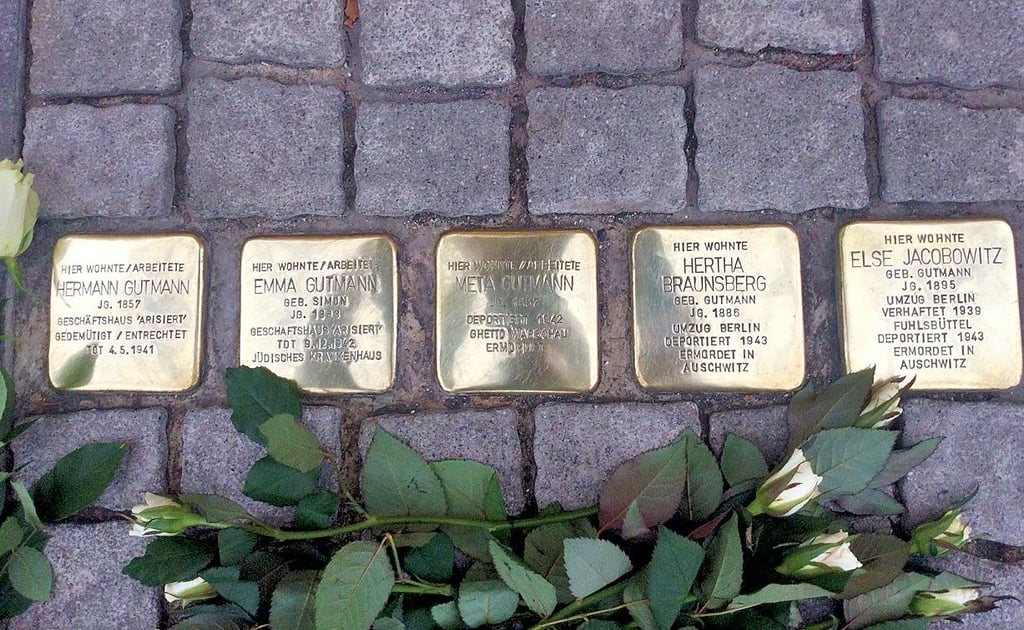 HIER WOHNTE/ARBEITETE
HERMANN GUTMANN
JG. 1857
GESCHÄFTSHAUS 'ARISIERT'
GEDEMÜTIGT / ENTRECHTET
TOT 4.5.1941
HIER WOHNTE/ARBEITETE
EMMA GUTMANN
GEB. SIMON
JG.
GESCHÄFTSHAUS 'ARISIERT'
TOT 9.12.1942
JÜDISCHES KRANKENHAUS
HIER WOHNTE/ARBEITETE
META GUTMANN
JG.
DEPORTIERT 1942
GHETTO WARSCHAU
ERMORDET
HIER WOHNTE
HERTHA
BRAUNSBERG
GEB. GUTMANN
JG. 1886
UMZUG BERLIN
DEPORTIERT 1943
ERMORDET IN
AUSCHWITZ
HIER WOHNTE
ELSE JACOBOWITZ
GEB. GUTMANN
JG. 1895
UMZUG BERLIN
VERHAFTET 1939
FUHLSBÜTTEL
DEPORTIERT 1943
ERMORDET IN
AUSCHWITZ